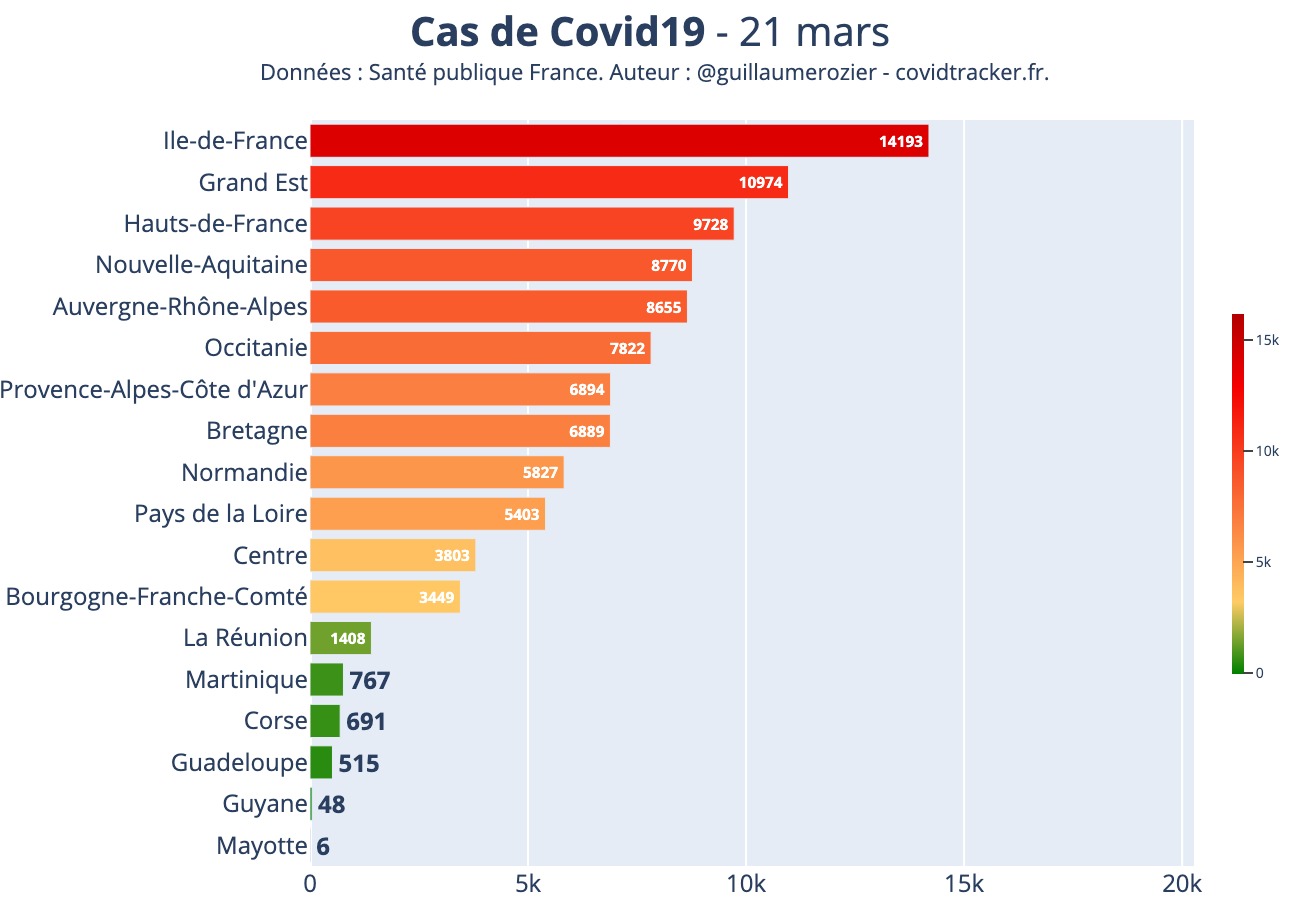 Cas de Covid19 - 21 mars
Données : Santé publique France. Auteur : @guillaumerozier - covidtracker.fr.
Ile-de-France 14193
Grand Est 10974
Hauts-de-France 9728
Nouvelle-Aquitaine 8770
Auvergne-Rhône-Alpes 8655
Occitanie 7822
Provence-Alpes-Côte d'Azur 6894
Bretagne 6889
Normandie 5827
Pays de la Loire 5403
Centre 3803
Bourgogne-Franche-Comté 3449
La Réunion 1408
Martinique 767
Corse 691
Guadeloupe 515
Guyane 48
Mayotte 6
0 5k 10k 15k 20k
15k
10k
5k
0